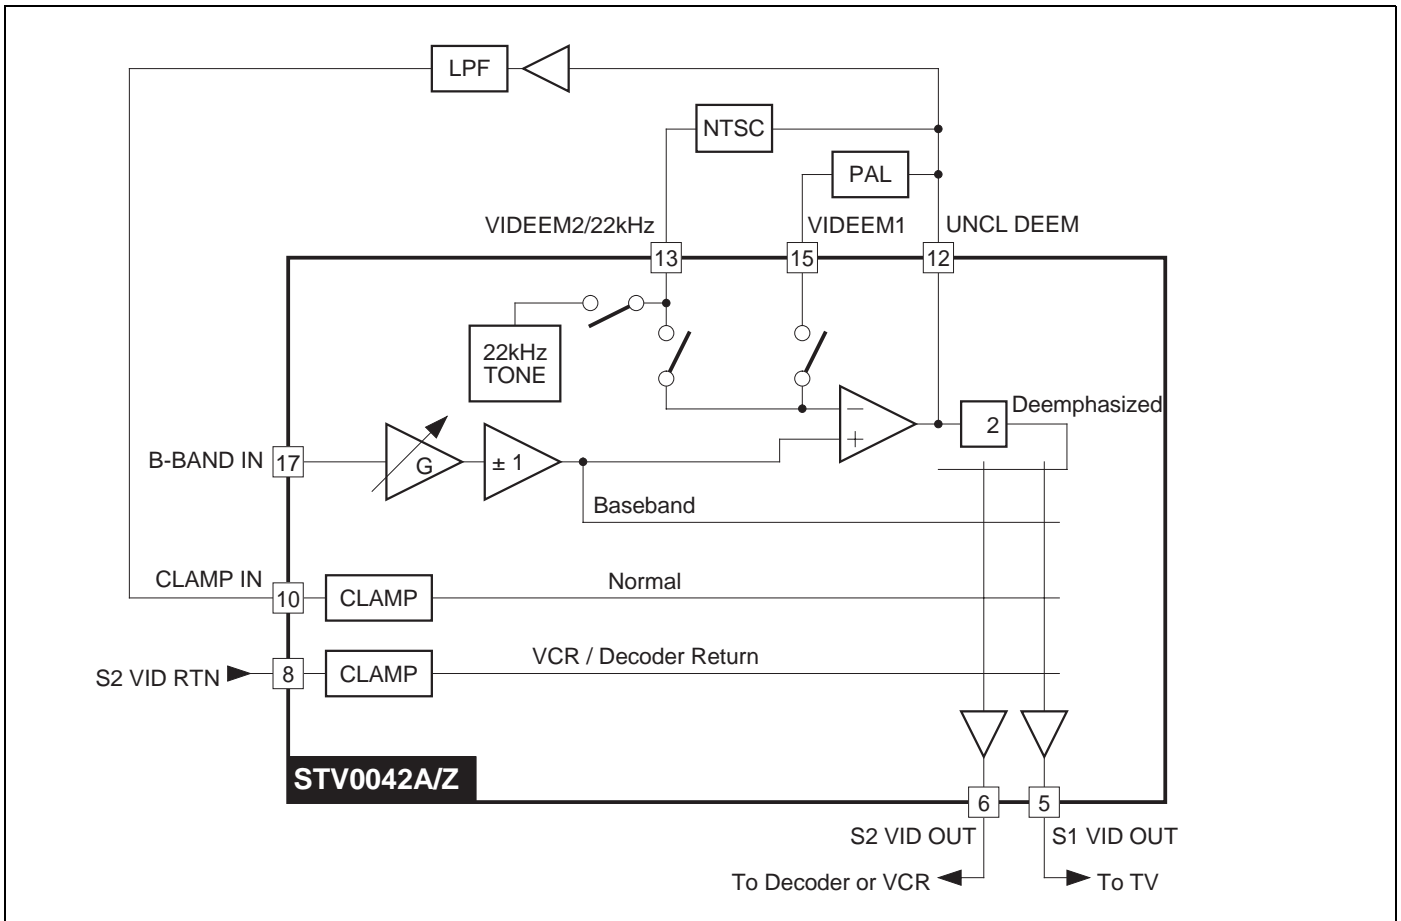 LPF
NTSC
PAL
VIDEEM2/22kHz
VIDEEM1
UNCL DEEM
13
15
12
22kHz
TONE
Deemphasized
2
B-BAND IN
17
G
± 1
−
+
Baseband
CLAMP IN
10
CLAMP
Normal
S2 VID RTN
8
CLAMP
VCR / Decoder Return
STV0042A/Z
6
5
S2 VID OUT
S1 VID OUT
To Decoder or VCR
To TV